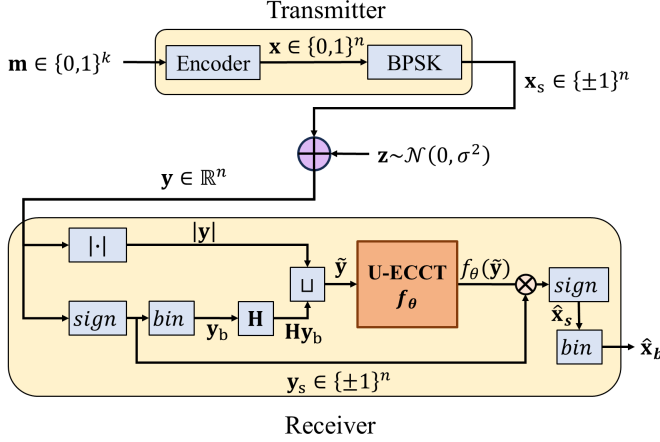 Transmitter
m ∈ {0,1}^k
Encoder
x ∈ {0,1}^n
BPSK
x_s ∈ {±1}^n
z~𝒩(0, σ²)
y ∈ ℝ^n
|·|
|y|
⊔
ỹ
U-ECCT
f_θ
f_θ(ỹ)
sign
sign
bin
y_b
H
Hy_b
x̂_s
bin
x̂_b
y_s ∈ {±1}^n
Receiver